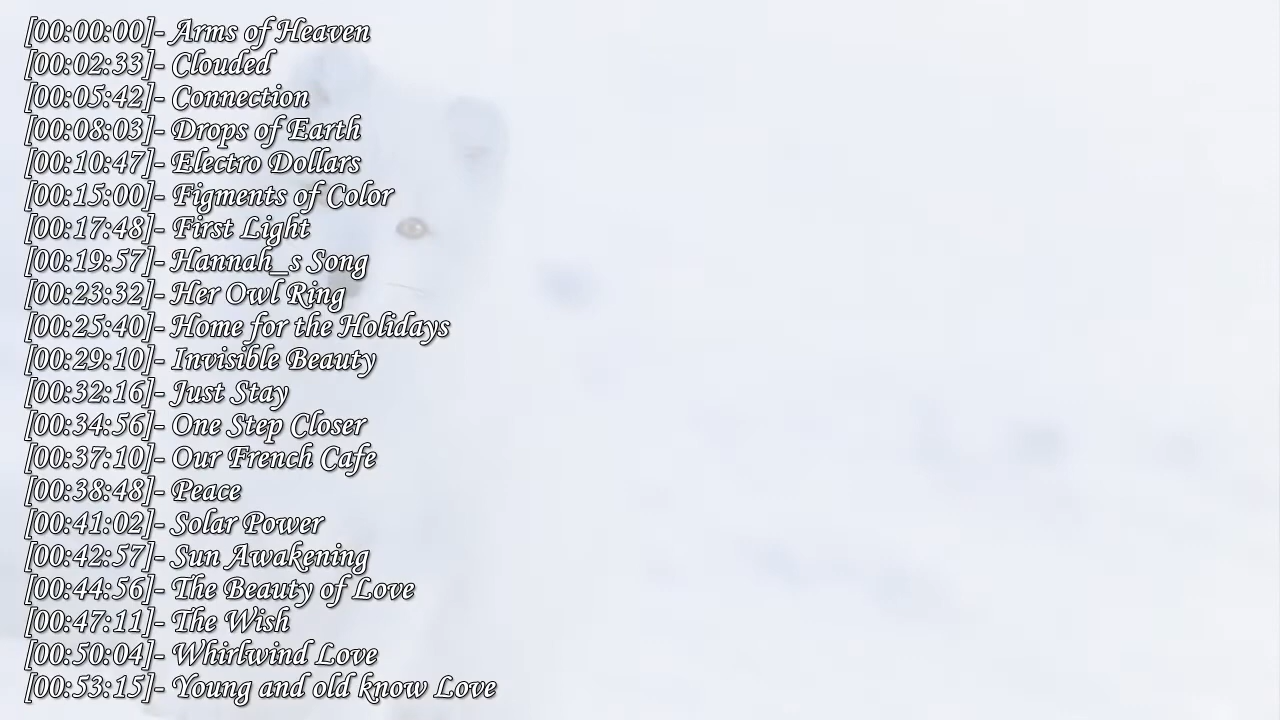 [00:00:00]- Arms of Heaven
[00:02:33]- Clouded
[00:05:42]- Connection
[00:08:03]- Drops of Earth
[00:10:47]- Electro Dollars
[00:15:00]- Figments of Color
[00:17:48]- First Light
[00:19:57]- Hannah_s Song
[00:23:32]- Her Owl Ring
[00:25:40]- Home for the Holidays
[00:29:10]- Invisible Beauty
[00:32:16]- Just Stay
[00:34:56]- One Step Closer
[00:37:10]- Our French Cafe
[00:38:48]- Peace
[00:41:02]- Solar Power
[00:42:57]- Sun Awakening
[00:44:56]- The Beauty of Love
[00:47:11]- The Wish
[00:50:04]- Whirlwind Love
[00:53:15]- Young and old know Love